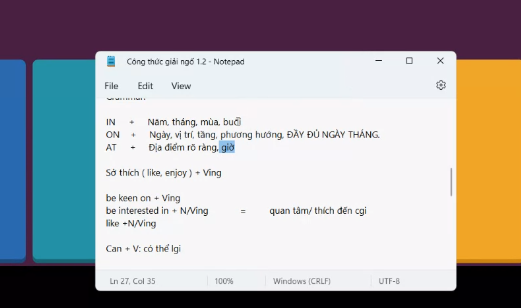 Công thức giải ngố 1.2 - Notepad
File Edit View
Grammar:
IN + Năm, tháng, mùa, buổi
ON + Ngày, vị trí, tầng, phương hướng, ĐẦY ĐỦ NGÀY THÁNG.
AT + Địa điểm rõ ràng, giờ
Sở thích ( like, enjoy ) + Ving
be keen on + Ving
be interested in + N/Ving = quan tâm/ thích đến cgi
like +N/Ving
Can + V: có thể lgi
Ln 27, Col 35 100% Windows (CRLF) UTF-8